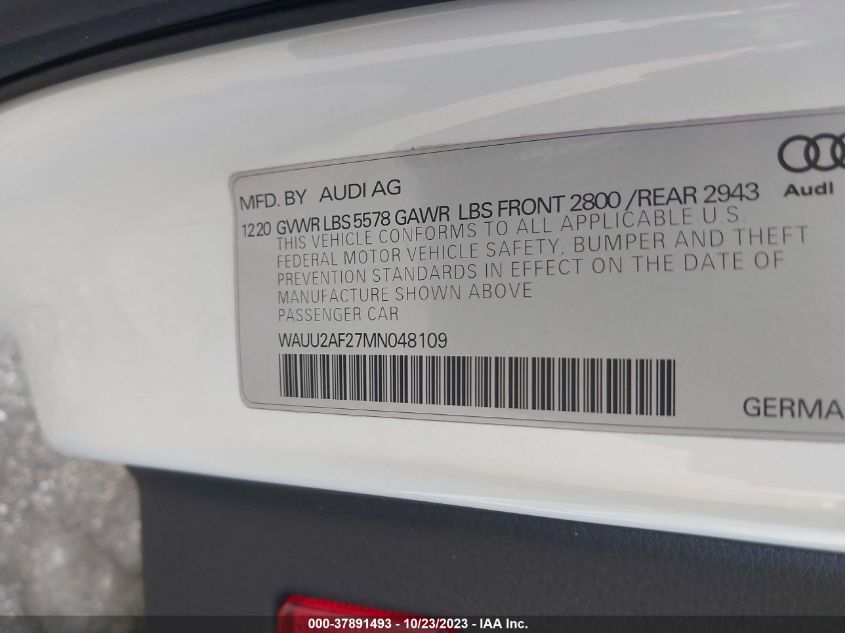 Audi
MFD. BY AUDI AG
1220 GVWR LBS 5578 GAWR LBS FRONT 2800 /REAR 2943
THIS VEHICLE CONFORMS TO ALL APPLICABLE U.S.
FEDERAL MOTOR VEHICLE SAFETY, BUMPER AND THEFT
PREVENTION STANDARDS IN EFFECT ON THE DATE OF
MANUFACTURE SHOWN ABOVE
PASSENGER CAR
WAUU2AF27MN048109
GERMA
000-37891493 - 10/23/2023 - IAA Inc.